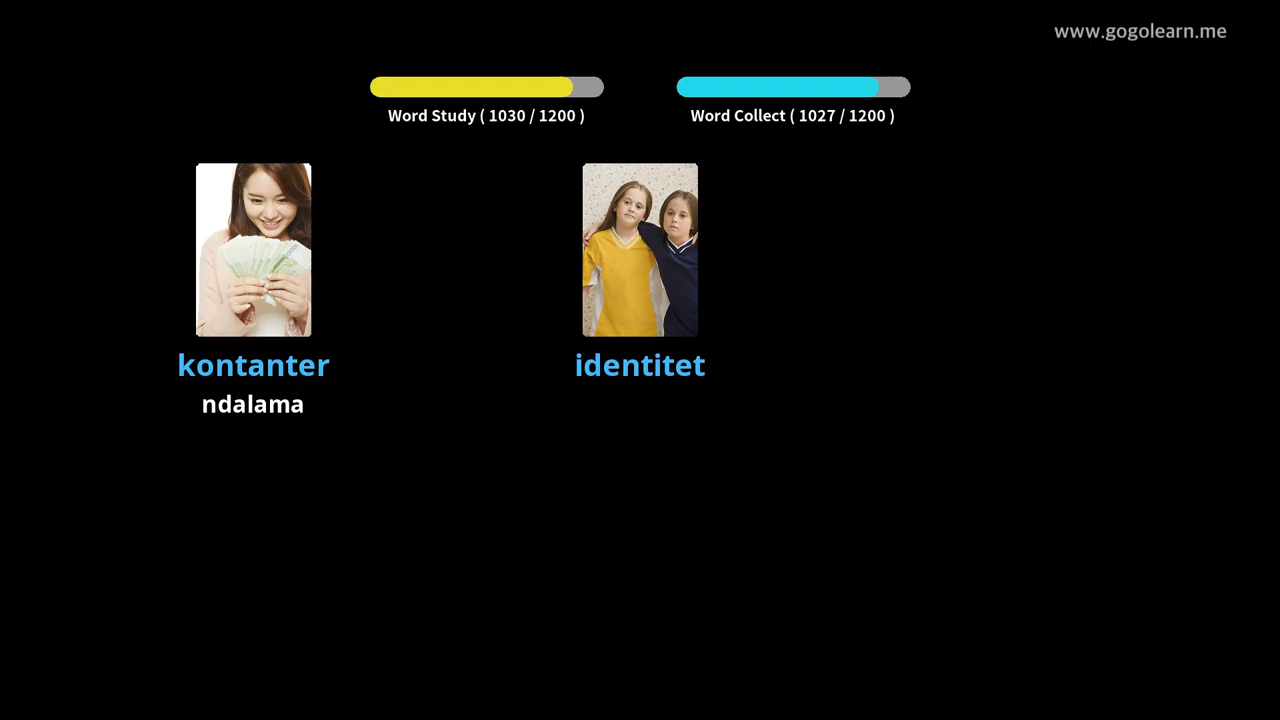 www.gogolearn.me
Word Study ( 1030 / 1200 )
Word Collect ( 1027 / 1200 )
kontanter
ndalama
identitet